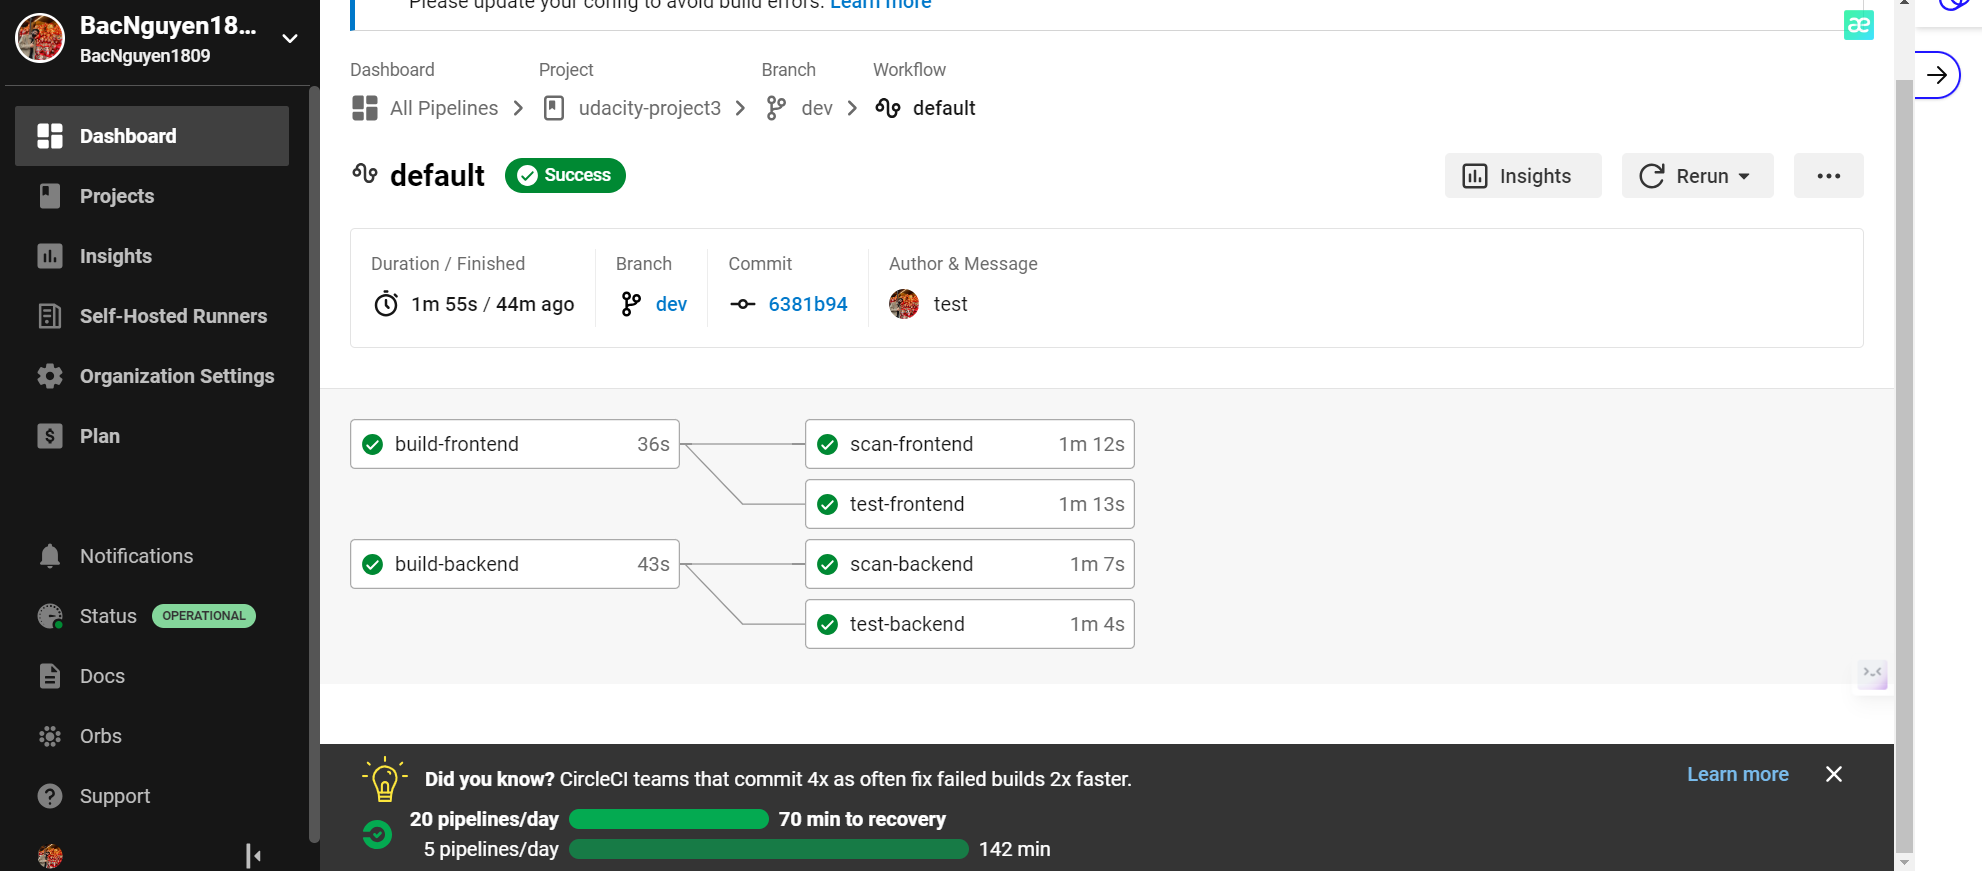 BacNguyen18...
BacNguyen1809
Dashboard
Projects
Insights
Self-Hosted Runners
Organization Settings
Plan
Notifications
Status OPERATIONAL
Docs
Orbs
Support
Please update your config to avoid build errors. Learn more
æ
Dashboard Project Branch Workflow
All Pipelines udacity-project3 dev default
default Success Insights Rerun
Duration / Finished Branch Commit Author & Message
1m 55s / 44m ago dev 6381b94 test
build-frontend 36s scan-frontend 1m 12s
test-frontend 1m 13s
build-backend 43s scan-backend 1m 7s
test-backend 1m 4s
Did you know? CircleCI teams that commit 4x as often fix failed builds 2x faster. Learn more
20 pipelines/day 70 min to recovery
5 pipelines/day 142 min